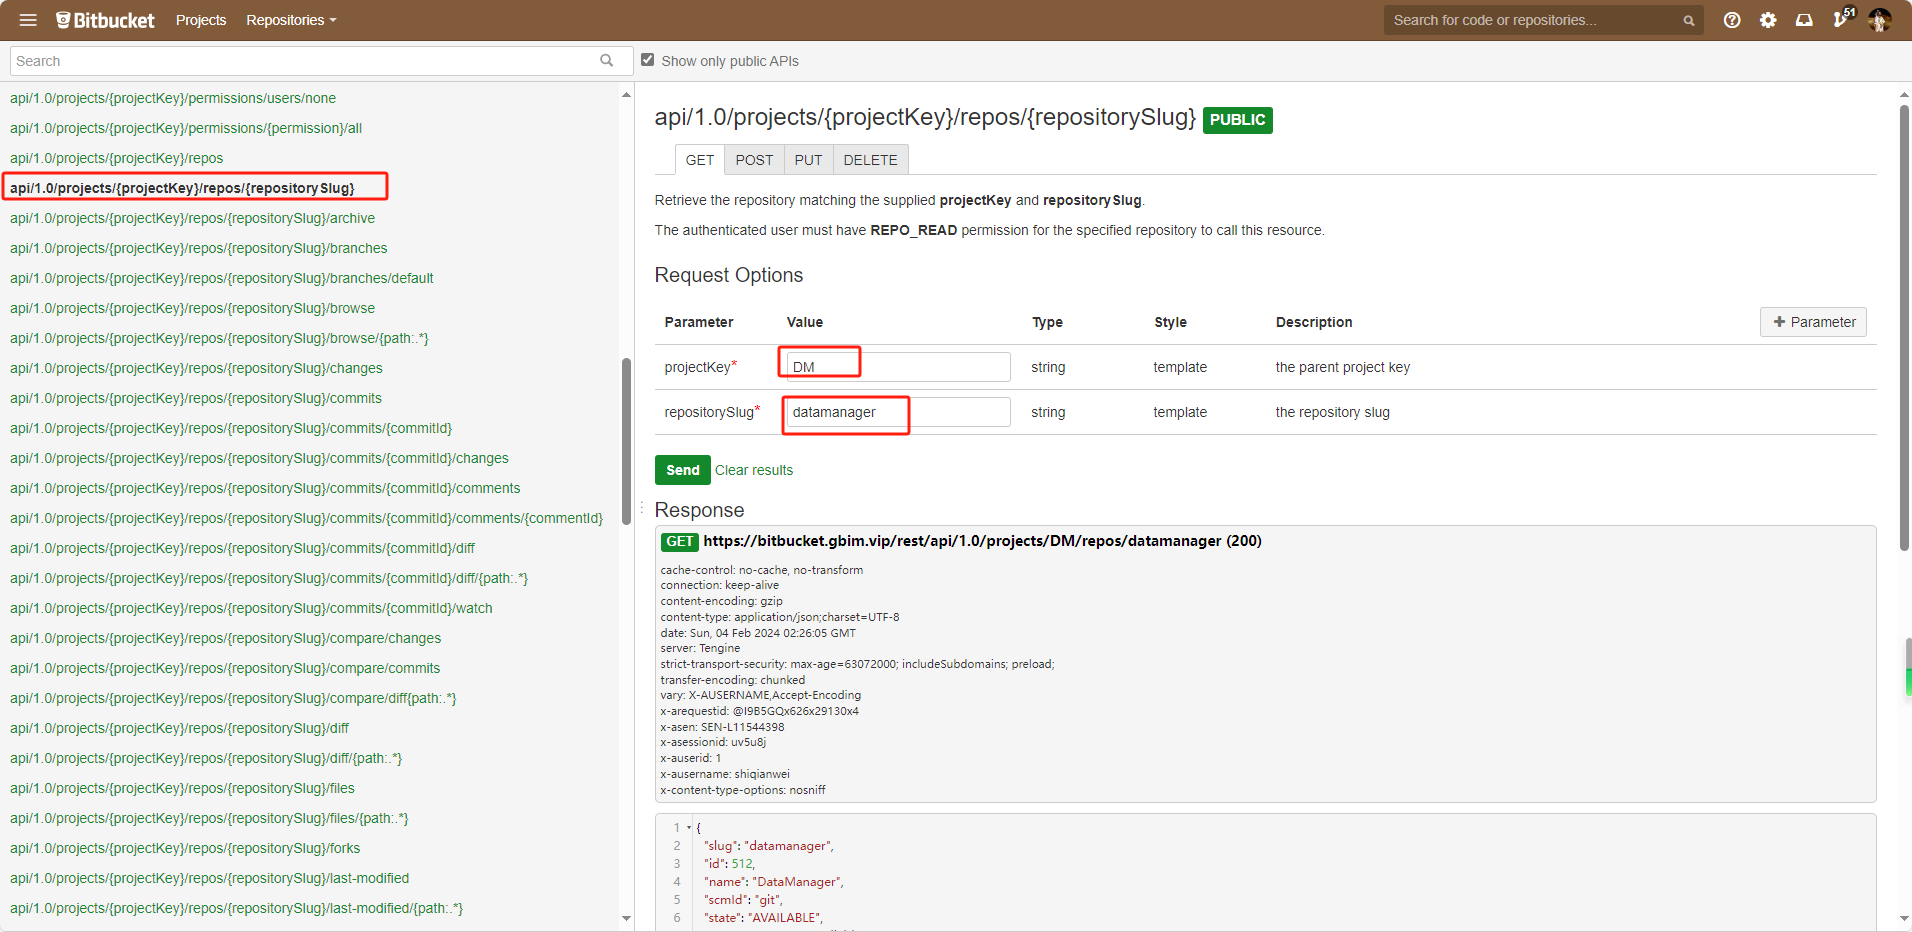 Bitbucket Projects Repositories Search for code or repositories... 51
Search Show only public APIs
api/1.0/projects/{projectKey}/permissions/users/none
api/1.0/projects/{projectKey}/permissions/{permission}/all
api/1.0/projects/{projectKey}/repos
api/1.0/projects/{projectKey}/repos/{repositorySlug}
api/1.0/projects/{projectKey}/repos/{repositorySlug}/archive
api/1.0/projects/{projectKey}/repos/{repositorySlug}/branches
api/1.0/projects/{projectKey}/repos/{repositorySlug}/branches/default
api/1.0/projects/{projectKey}/repos/{repositorySlug}/browse
api/1.0/projects/{projectKey}/repos/{repositorySlug}/browse/{path:.*}
api/1.0/projects/{projectKey}/repos/{repositorySlug}/changes
api/1.0/projects/{projectKey}/repos/{repositorySlug}/commits
api/1.0/projects/{projectKey}/repos/{repositorySlug}/commits/{commitId}
api/1.0/projects/{projectKey}/repos/{repositorySlug}/commits/{commitId}/changes
api/1.0/projects/{projectKey}/repos/{repositorySlug}/commits/{commitId}/comments
api/1.0/projects/{projectKey}/repos/{repositorySlug}/commits/{commitId}/comments/{commentId}
api/1.0/projects/{projectKey}/repos/{repositorySlug}/commits/{commitId}/diff
api/1.0/projects/{projectKey}/repos/{repositorySlug}/commits/{commitId}/diff/{path:.*}
api/1.0/projects/{projectKey}/repos/{repositorySlug}/commits/{commitId}/watch
api/1.0/projects/{projectKey}/repos/{repositorySlug}/compare/changes
api/1.0/projects/{projectKey}/repos/{repositorySlug}/compare/commits
api/1.0/projects/{projectKey}/repos/{repositorySlug}/compare/diff{path:.*}
api/1.0/projects/{projectKey}/repos/{repositorySlug}/diff
api/1.0/projects/{projectKey}/repos/{repositorySlug}/diff/{path:.*}
api/1.0/projects/{projectKey}/repos/{repositorySlug}/files
api/1.0/projects/{projectKey}/repos/{repositorySlug}/files/{path:.*}
api/1.0/projects/{projectKey}/repos/{repositorySlug}/forks
api/1.0/projects/{projectKey}/repos/{repositorySlug}/last-modified
api/1.0/projects/{projectKey}/repos/{repositorySlug}/last-modified/{path:.*}
api/1.0/projects/{projectKey}/repos/{repositorySlug} PUBLIC
GET POST PUT DELETE
Retrieve the repository matching the supplied projectKey and repositorySlug.
The authenticated user must have REPO_READ permission for the specified repository to call this resource.
Request Options
Parameter Value Type Style Description + Parameter
projectKey* DM string template the parent project key
repositorySlug* datamanager string template the repository slug
Send Clear results
Response
GET https://bitbucket.gbim.vip/rest/api/1.0/projects/DM/repos/datamanager (200)
cache-control: no-cache, no-transform
connection: keep-alive
content-encoding: gzip
content-type: application/json;charset=UTF-8
date: Sun, 04 Feb 2024 02:26:05 GMT
server: Tengine
strict-transport-security: max-age=63072000; includeSubdomains; preload;
transfer-encoding: chunked
vary: X-AUSERNAME,Accept-Encoding
x-arequestid: @I9B5GQx626x29130x4
x-asen: SEN-L11544398
x-asessionid: uv5u8j
x-auserid: 1
x-ausername: shiqianwei
x-content-type-options: nosniff
1 {
2 "slug": "datamanager",
3 "id": 512,
4 "name": "DataManager",
5 "scmId": "git",
6 "state": "AVAILABLE",